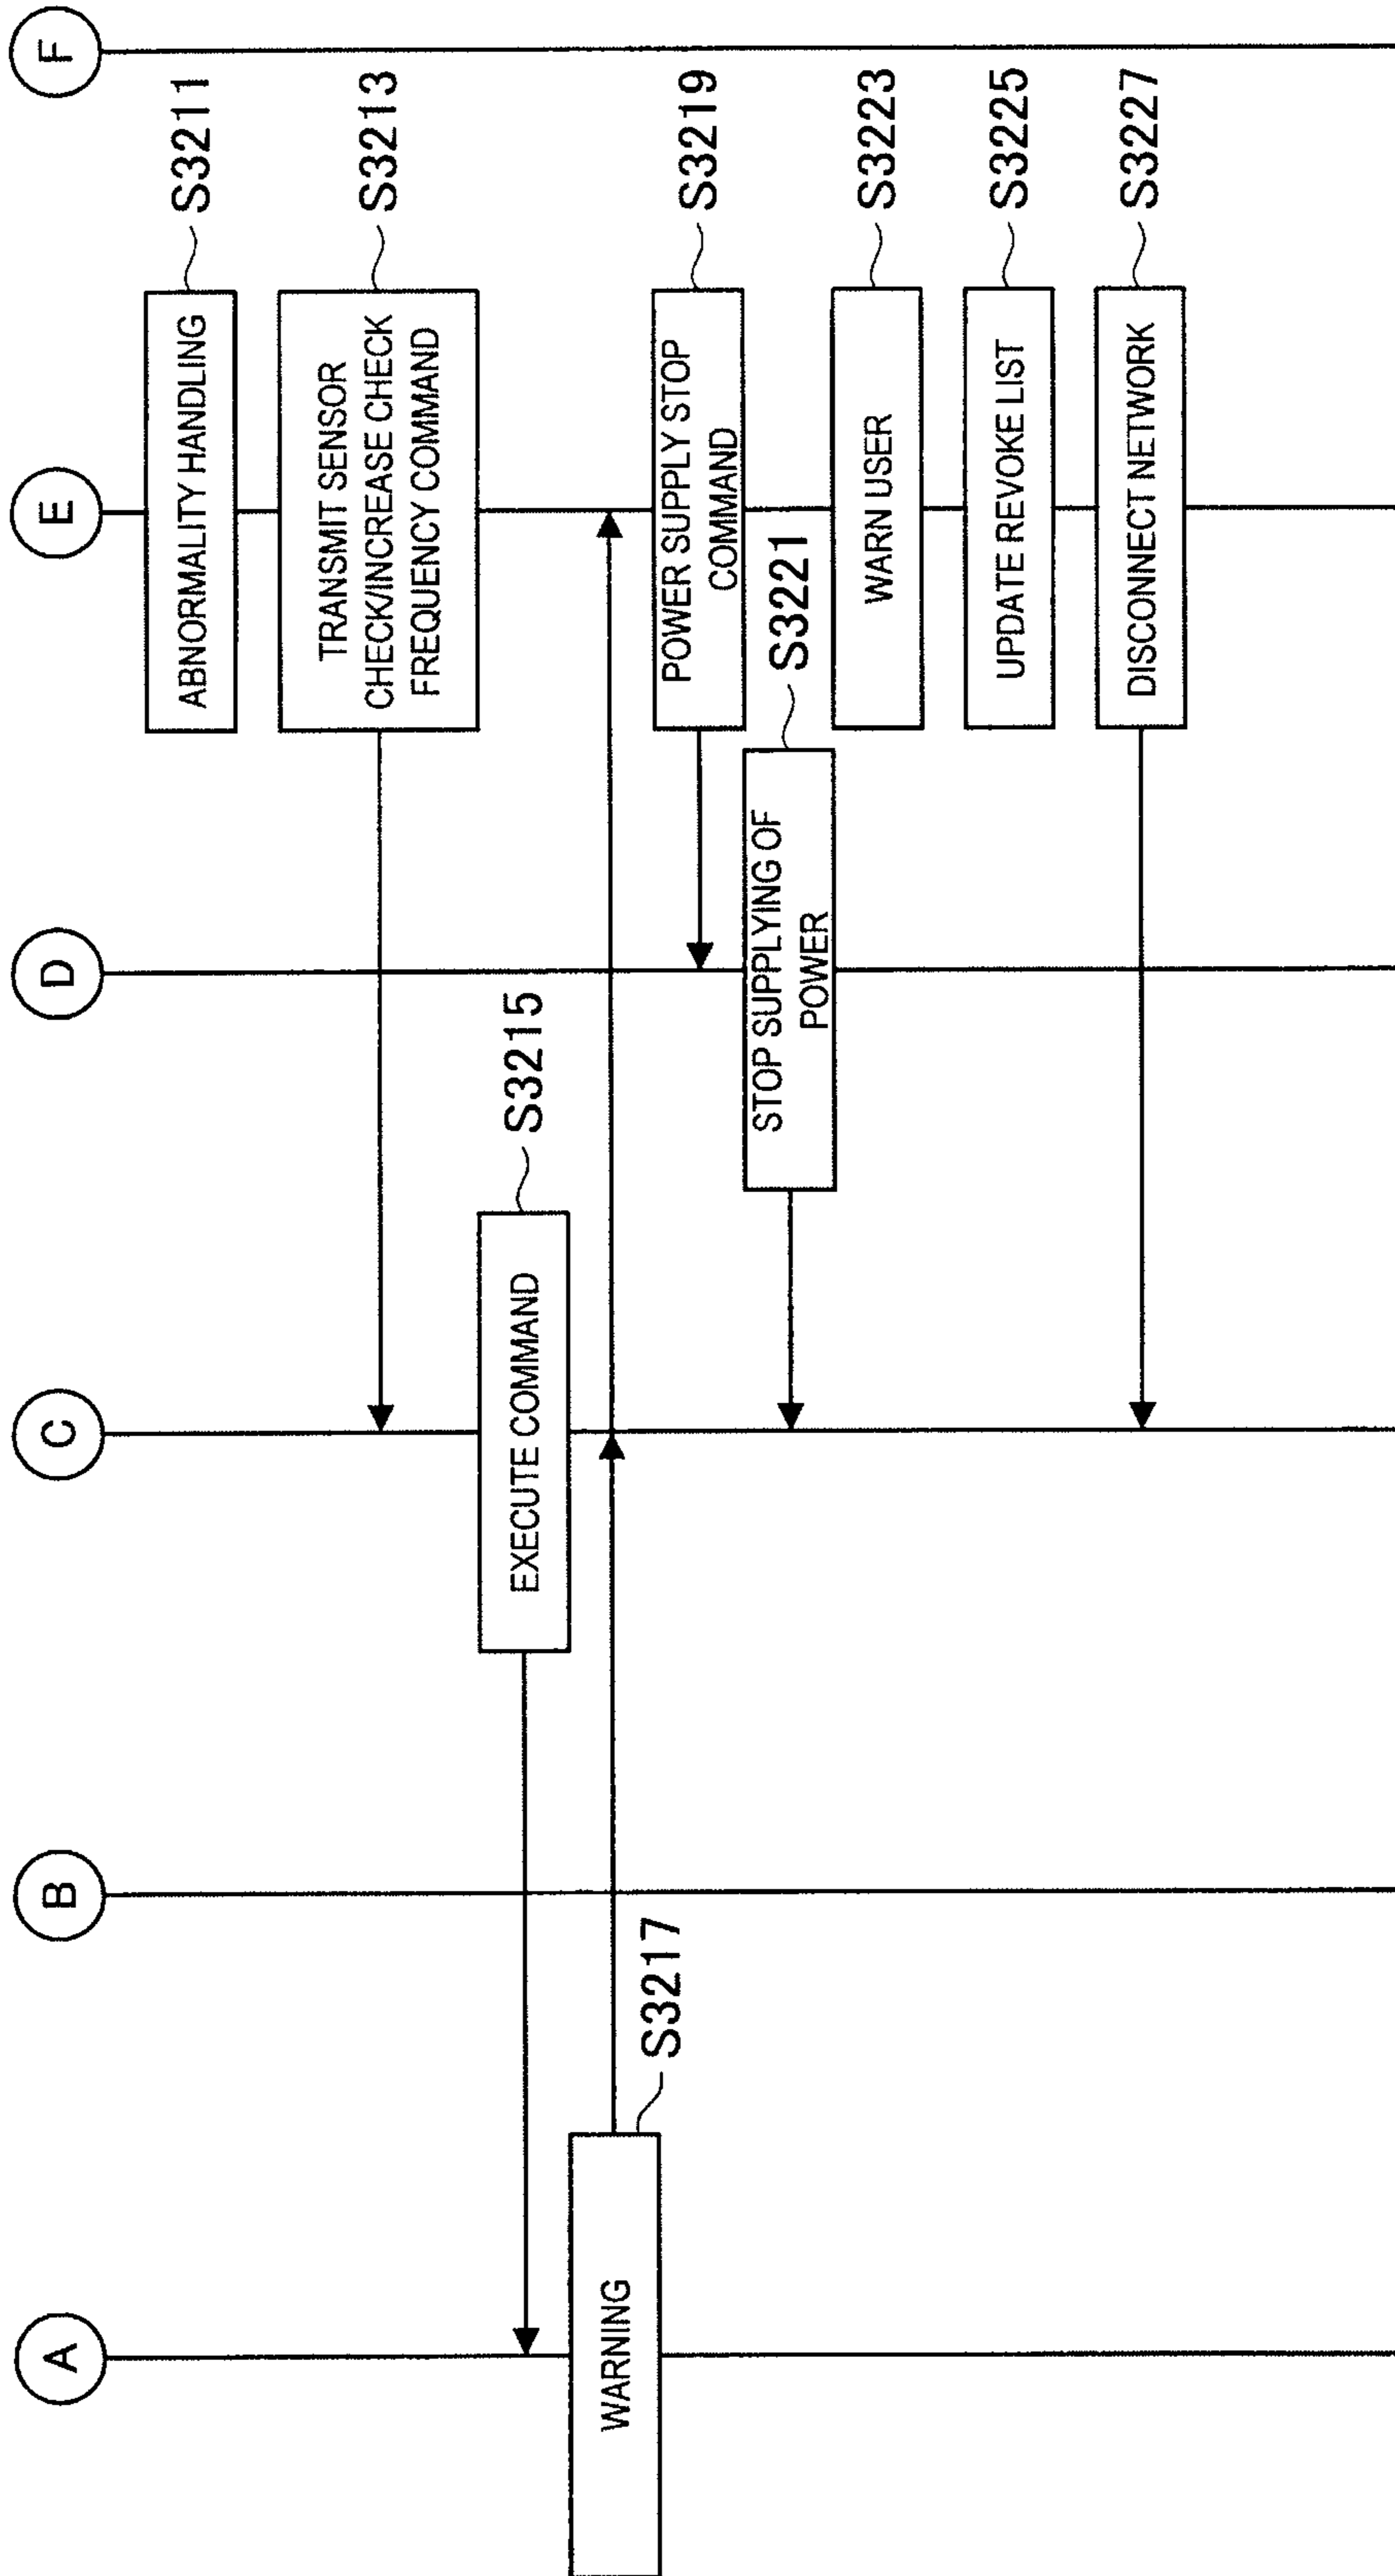 A
B
C
D
E
F
ABNORMALITY HANDLING
S3211
TRANSMIT SENSOR
CHECK/INCREASE CHECK
FREQUENCY COMMAND
S3213
EXECUTE COMMAND
S3215
WARNING
S3217
POWER SUPPLY STOP
COMMAND
S3219
STOP SUPPLYING OF
POWER
S3221
WARN USER
S3223
UPDATE REVOKE LIST
S3225
DISCONNECT NETWORK
S3227